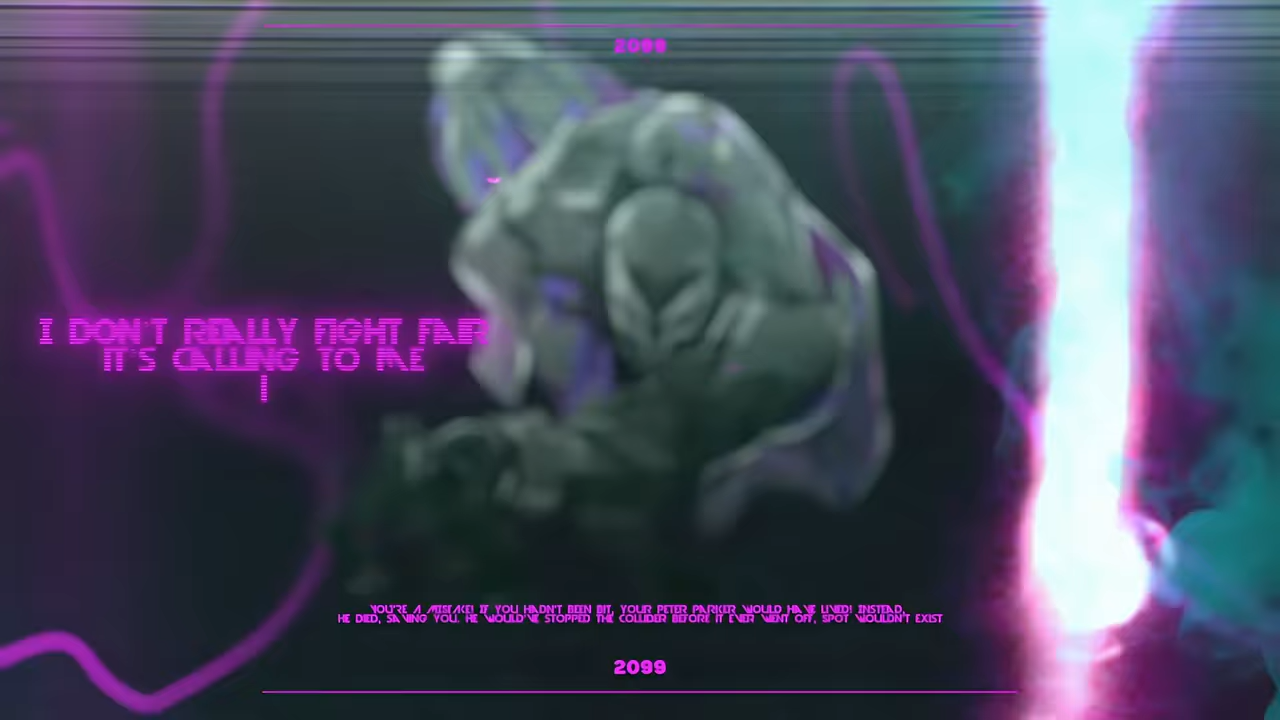 2099
I DON'T REALLY FIGHT FAIR
IT'S CALLING TO ME
I
YOU'RE A MISTAKE! IF YOU HADN'T BEEN BIT, YOUR PETER PARKER WOULD HAVE LIVED! INSTEAD,
HE DIED, SAVING YOU. HE WOULD'VE STOPPED THE COLLIDER BEFORE IT EVER WENT OFF, SPOT WOULDN'T EXIST
2099